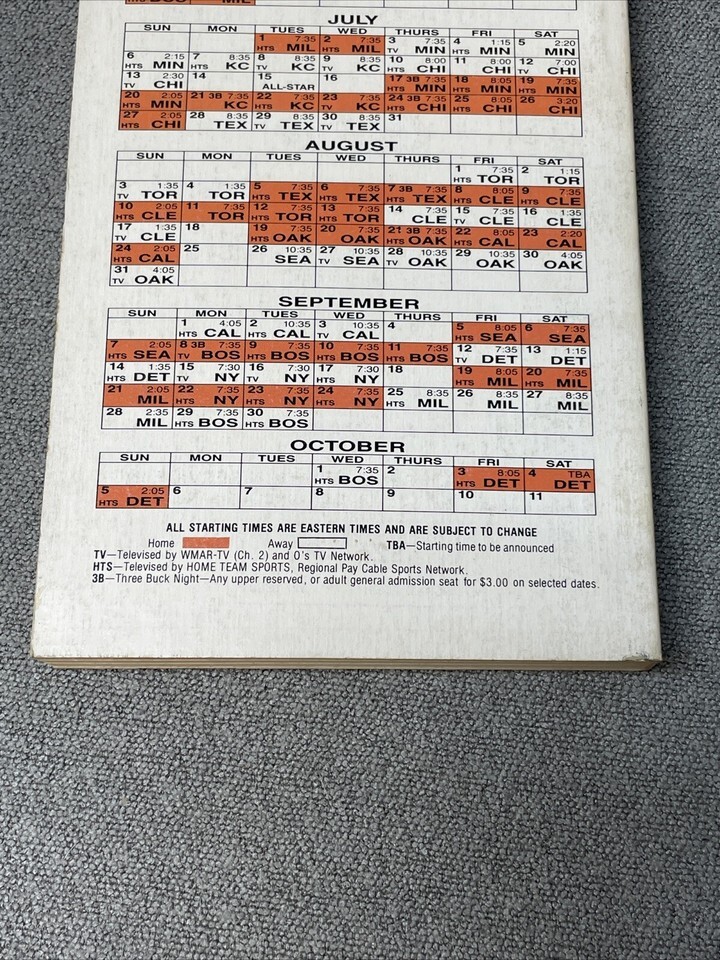 HTS BOS
JULY
SUN MON TUES WED THURS FRI SAT
1 7:35 2 7:35 3 7:35 4 1:15 5 2:20
HTS MIL HTS MIL TV MIN HTS MIN MIN
6 2:15 7 8:35 8 8:35 9 8:35 10 8:00 11 8:00 12 7:00
HTS MIN HTS KC TV KC KC HTS CHI HTS CHI TV CHI
13 2:30 14 15 16 17 3B 7:35 18 8:05 19 7:35
TV CHI ALL-STAR HTS MIN HTS MIN MIN
20 2:05 21 3B 7:35 22 7:35 23 7:35 24 3B 7:35 25 8:05 26 3:20
HTS MIN KC HTS KC TV KC HTS CHI HTS CHI CHI
27 2:05 28 8:35 29 8:35 30 8:35 31
HTS CHI TEX TV TEX TV TEX
AUGUST
SUN MON TUES WED THURS FRI SAT
1 7:35 2 1:15
HTS TOR TV TOR
3 1:35 4 1:35 5 7:35 6 7:35 7 3B 7:35 8 8:05 9 7:35
TV TOR TOR HTS TEX HTS TEX HTS TEX HTS CLE HTS CLE
10 2:05 11 7:35 12 7:35 13 7:35 14 7:35 15 7:35 16 1:35
HTS CLE TOR HTS TOR HTS TOR CLE TV CLE CLE
17 1:35 18 19 7:35 20 7:35 21 3B 7:35 22 8:05 23 2:20
TV CLE HTS OAK OAK HTS OAK HTS CAL CAL
24 2:05 25 26 10:35 27 10:35 28 10:35 29 10:35 30 4:05
HTS CAL SEA TV SEA TV OAK OAK OAK
31 4:05
TV OAK
SEPTEMBER
SUN MON TUES WED THURS FRI SAT
1 4:05 2 10:35 3 10:35 4 5 8:05 6 7:35
HTS CAL HTS CAL TV CAL HTS SEA SEA
7 2:05 8 3B 7:35 9 7:35 10 7:35 11 7:35 12 7:35 13 1:15
HTS SEA TV BOS HTS BOS HTS BOS HTS BOS TV DET DET
14 1:35 15 7:30 16 7:30 17 7:30 18 19 8:05 20 7:35
HTS DET TV NY TV NY HTS NY HTS MIL HTS MIL
21 2:05 22 7:35 23 7:35 24 7:35 25 8:35 26 8:35 27 8:35
MIL HTS NY HTS NY HTS NY HTS MIL MIL MIL
28 2:35 29 7:35 30 7:35
MIL HTS BOS HTS BOS
OCTOBER
SUN MON TUES WED THURS FRI SAT
1 7:35 2 3 8:05 4 TBA
HTS BOS HTS DET DET
5 2:05 6 7 8 9 10 11
HTS DET
ALL STARTING TIMES ARE EASTERN TIMES AND ARE SUBJECT TO CHANGE
Home Away TBA—Starting time to be announced
TV—Televised by WMAR-TV (Ch. 2) and O's TV Network.
HTS—Televised by HOME TEAM SPORTS, Regional Pay Cable Sports Network.
3B—Three Buck Night—Any upper reserved, or adult general admission seat for $3.00 on selected dates.